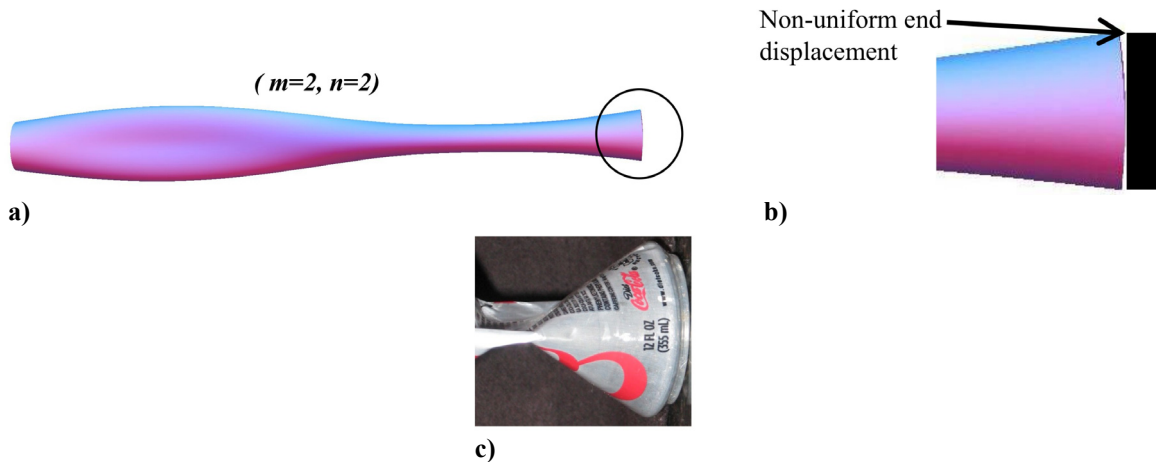 Non-uniform end
displacement
( m=2, n=2)
a)
b)
Diet
Coca-Cola
12 FL OZ
(355 mL)
c)